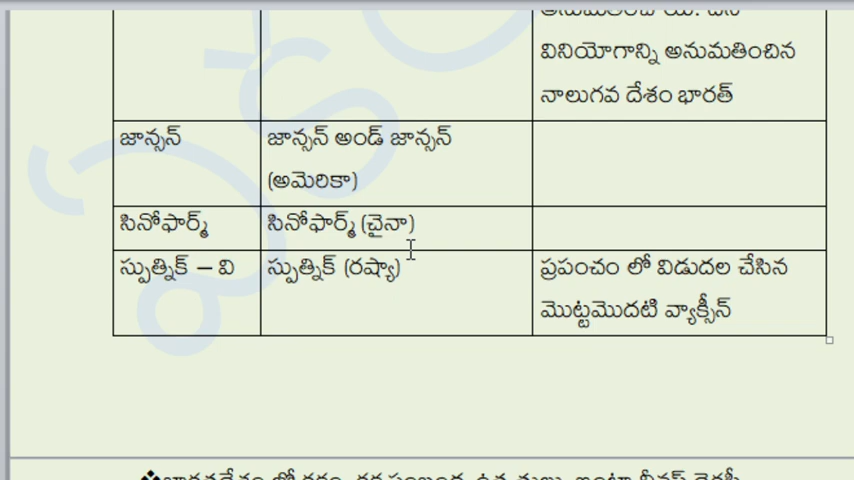 వినియోగాన్ని అనుమతించిన
నాలుగవ దేశం భారత్
జాన్సన్
జాన్సన్ అండ్ జాన్సన్
(అమెరికా)
సినోఫార్మ్
సినోఫార్మ్ (చైనా)
స్పుత్నిక్ – వి
స్పుత్నిక్ (రష్యా)
ప్రపంచం లో విడుదల చేసిన
మొట్టమొదటి వ్యాక్సీన్